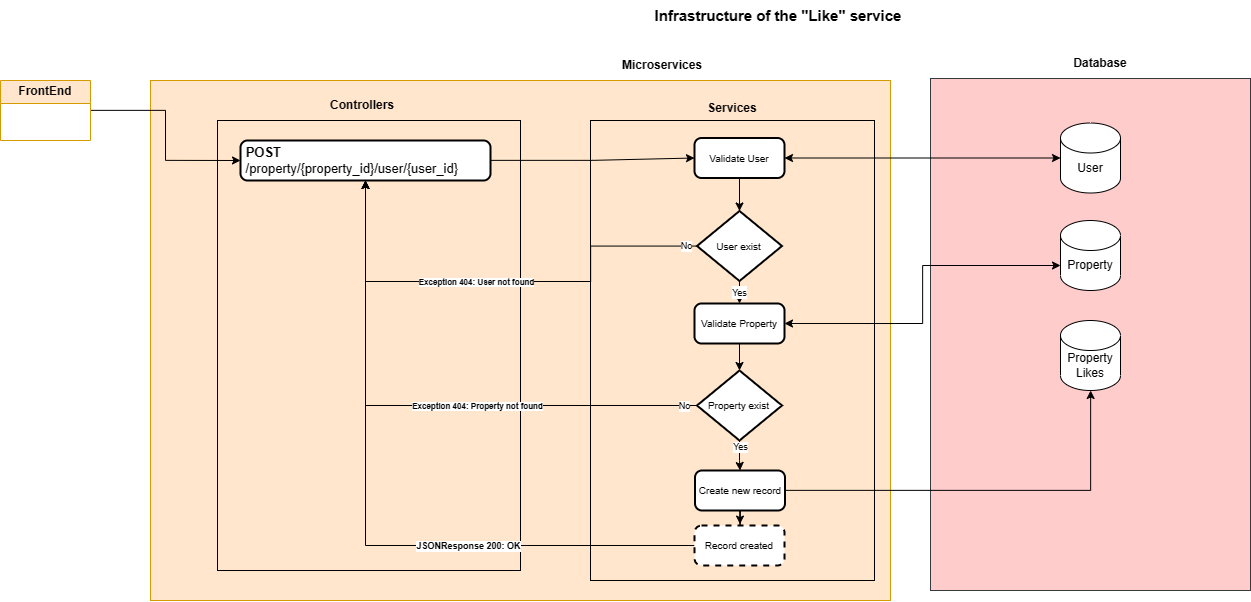 Infrastructure of the "Like" service
Microservices
Database
FrontEnd
Controllers
Services
POST
/property/{property_id}/user/{user_id}
Validate User
User
No
User exist
Exception 404: User not found
Yes
Property
Validate Property
Property
Likes
Exception 404: Property not found
No
Property exist
Yes
Create new record
JSONResponse 200: OK
Record created